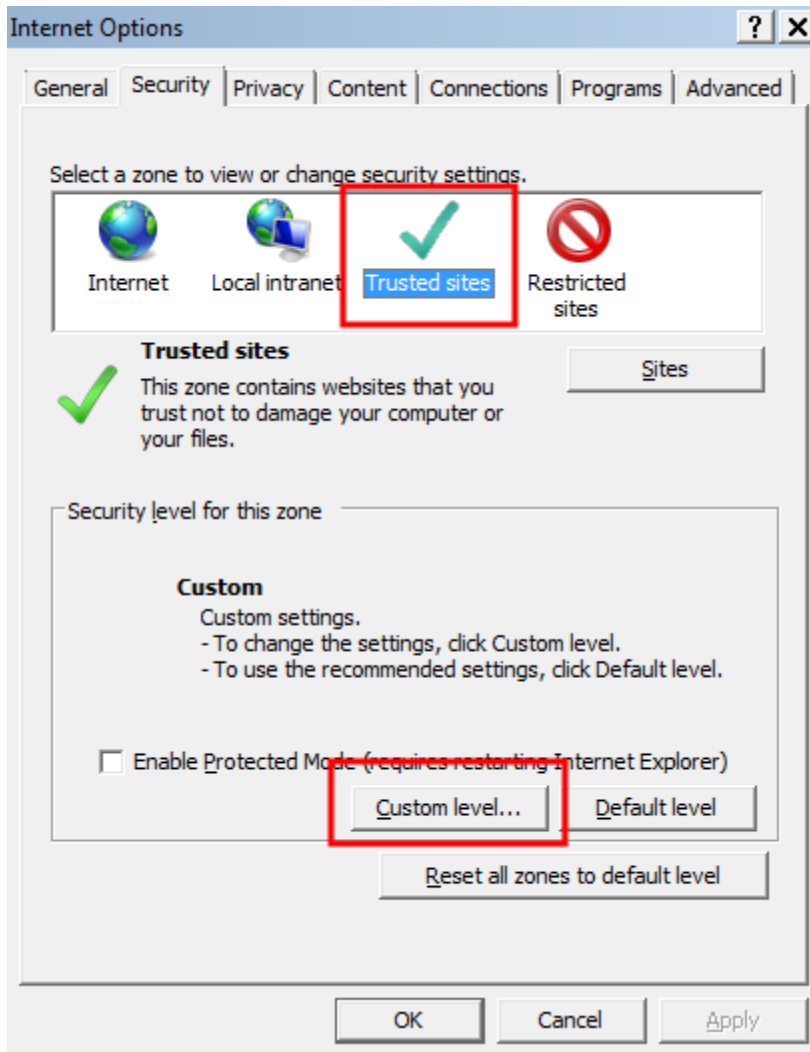 Internet Options
General Security Privacy Content Connections Programs Advanced
Select a zone to view or change security settings.
Internet Local intranet Trusted sites Restricted
sites
Trusted sites
Sites
This zone contains websites that you
trust not to damage your computer or
your files.
Security level for this zone
Custom
Custom settings.
- To change the settings, click Custom level.
- To use the recommended settings, click Default level.
Enable Protected Mode (requires restarting Internet Explorer)
Custom level... Default level
Reset all zones to default level
OK Cancel Apply